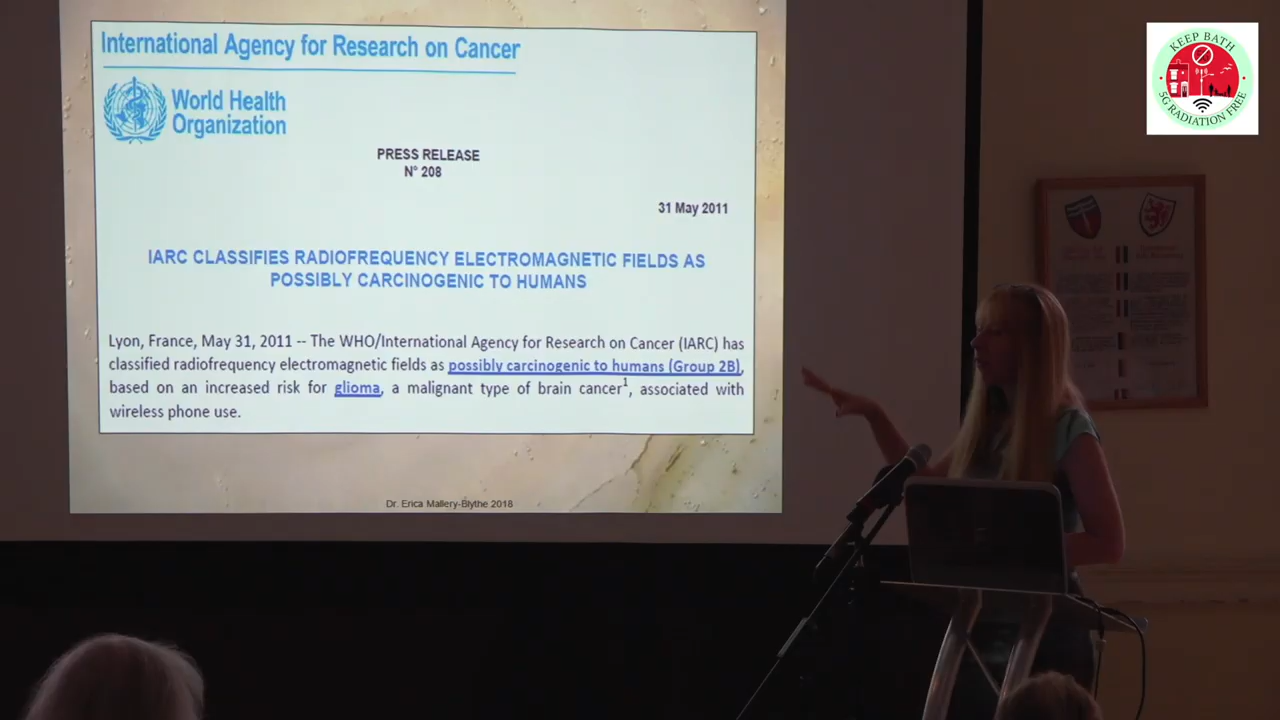 International Agency for Research on Cancer
World Health
Organization
PRESS RELEASE
N° 208
31 May 2011
IARC CLASSIFIES RADIOFREQUENCY ELECTROMAGNETIC FIELDS AS
POSSIBLY CARCINOGENIC TO HUMANS
Lyon, France, May 31, 2011 -- The WHO/International Agency for Research on Cancer (IARC) has
classified radiofrequency electromagnetic fields as possibly carcinogenic to humans (Group 2B),
based on an increased risk for glioma, a malignant type of brain cancer¹, associated with
wireless phone use.
Dr. Erica Mallery-Blythe 2018
KEEP BATH
5G RADIATION FREE